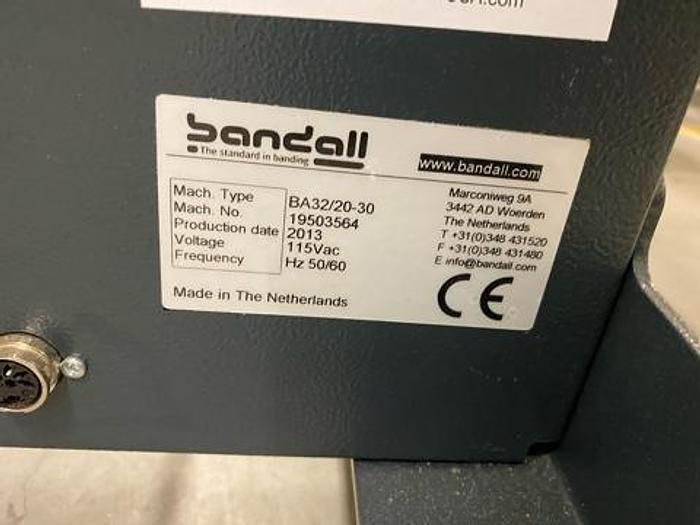 .com
bandall
The standard in banding
www.bandall.com
Mach. Type BA32/20-30
Mach. No. 19503564
Production date 2013
Voltage 115Vac
Frequency Hz 50/60
Made in The Netherlands
Marconiweg 9A
3442 AD Woerden
The Netherlands
T +31(0)348 431520
F +31(0)348 431480
E info@bandall.com
CE